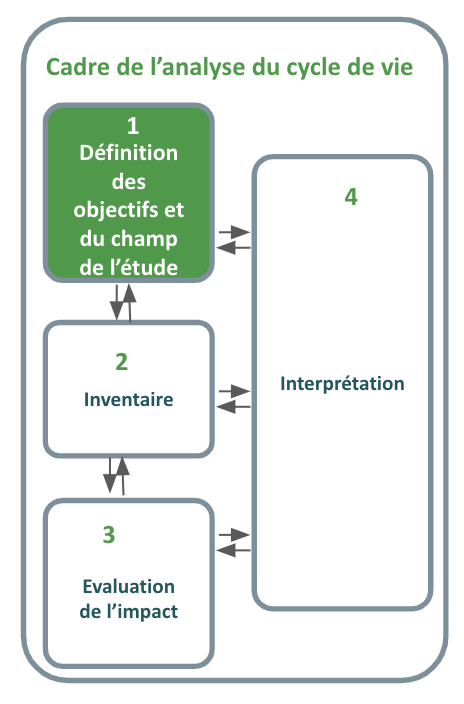 Cadre de l’analyse du cycle de vie
1
Définition
des
objectifs et
du champ
de l’étude
2
Inventaire
3
Evaluation
de l’impact
4
Interprétation